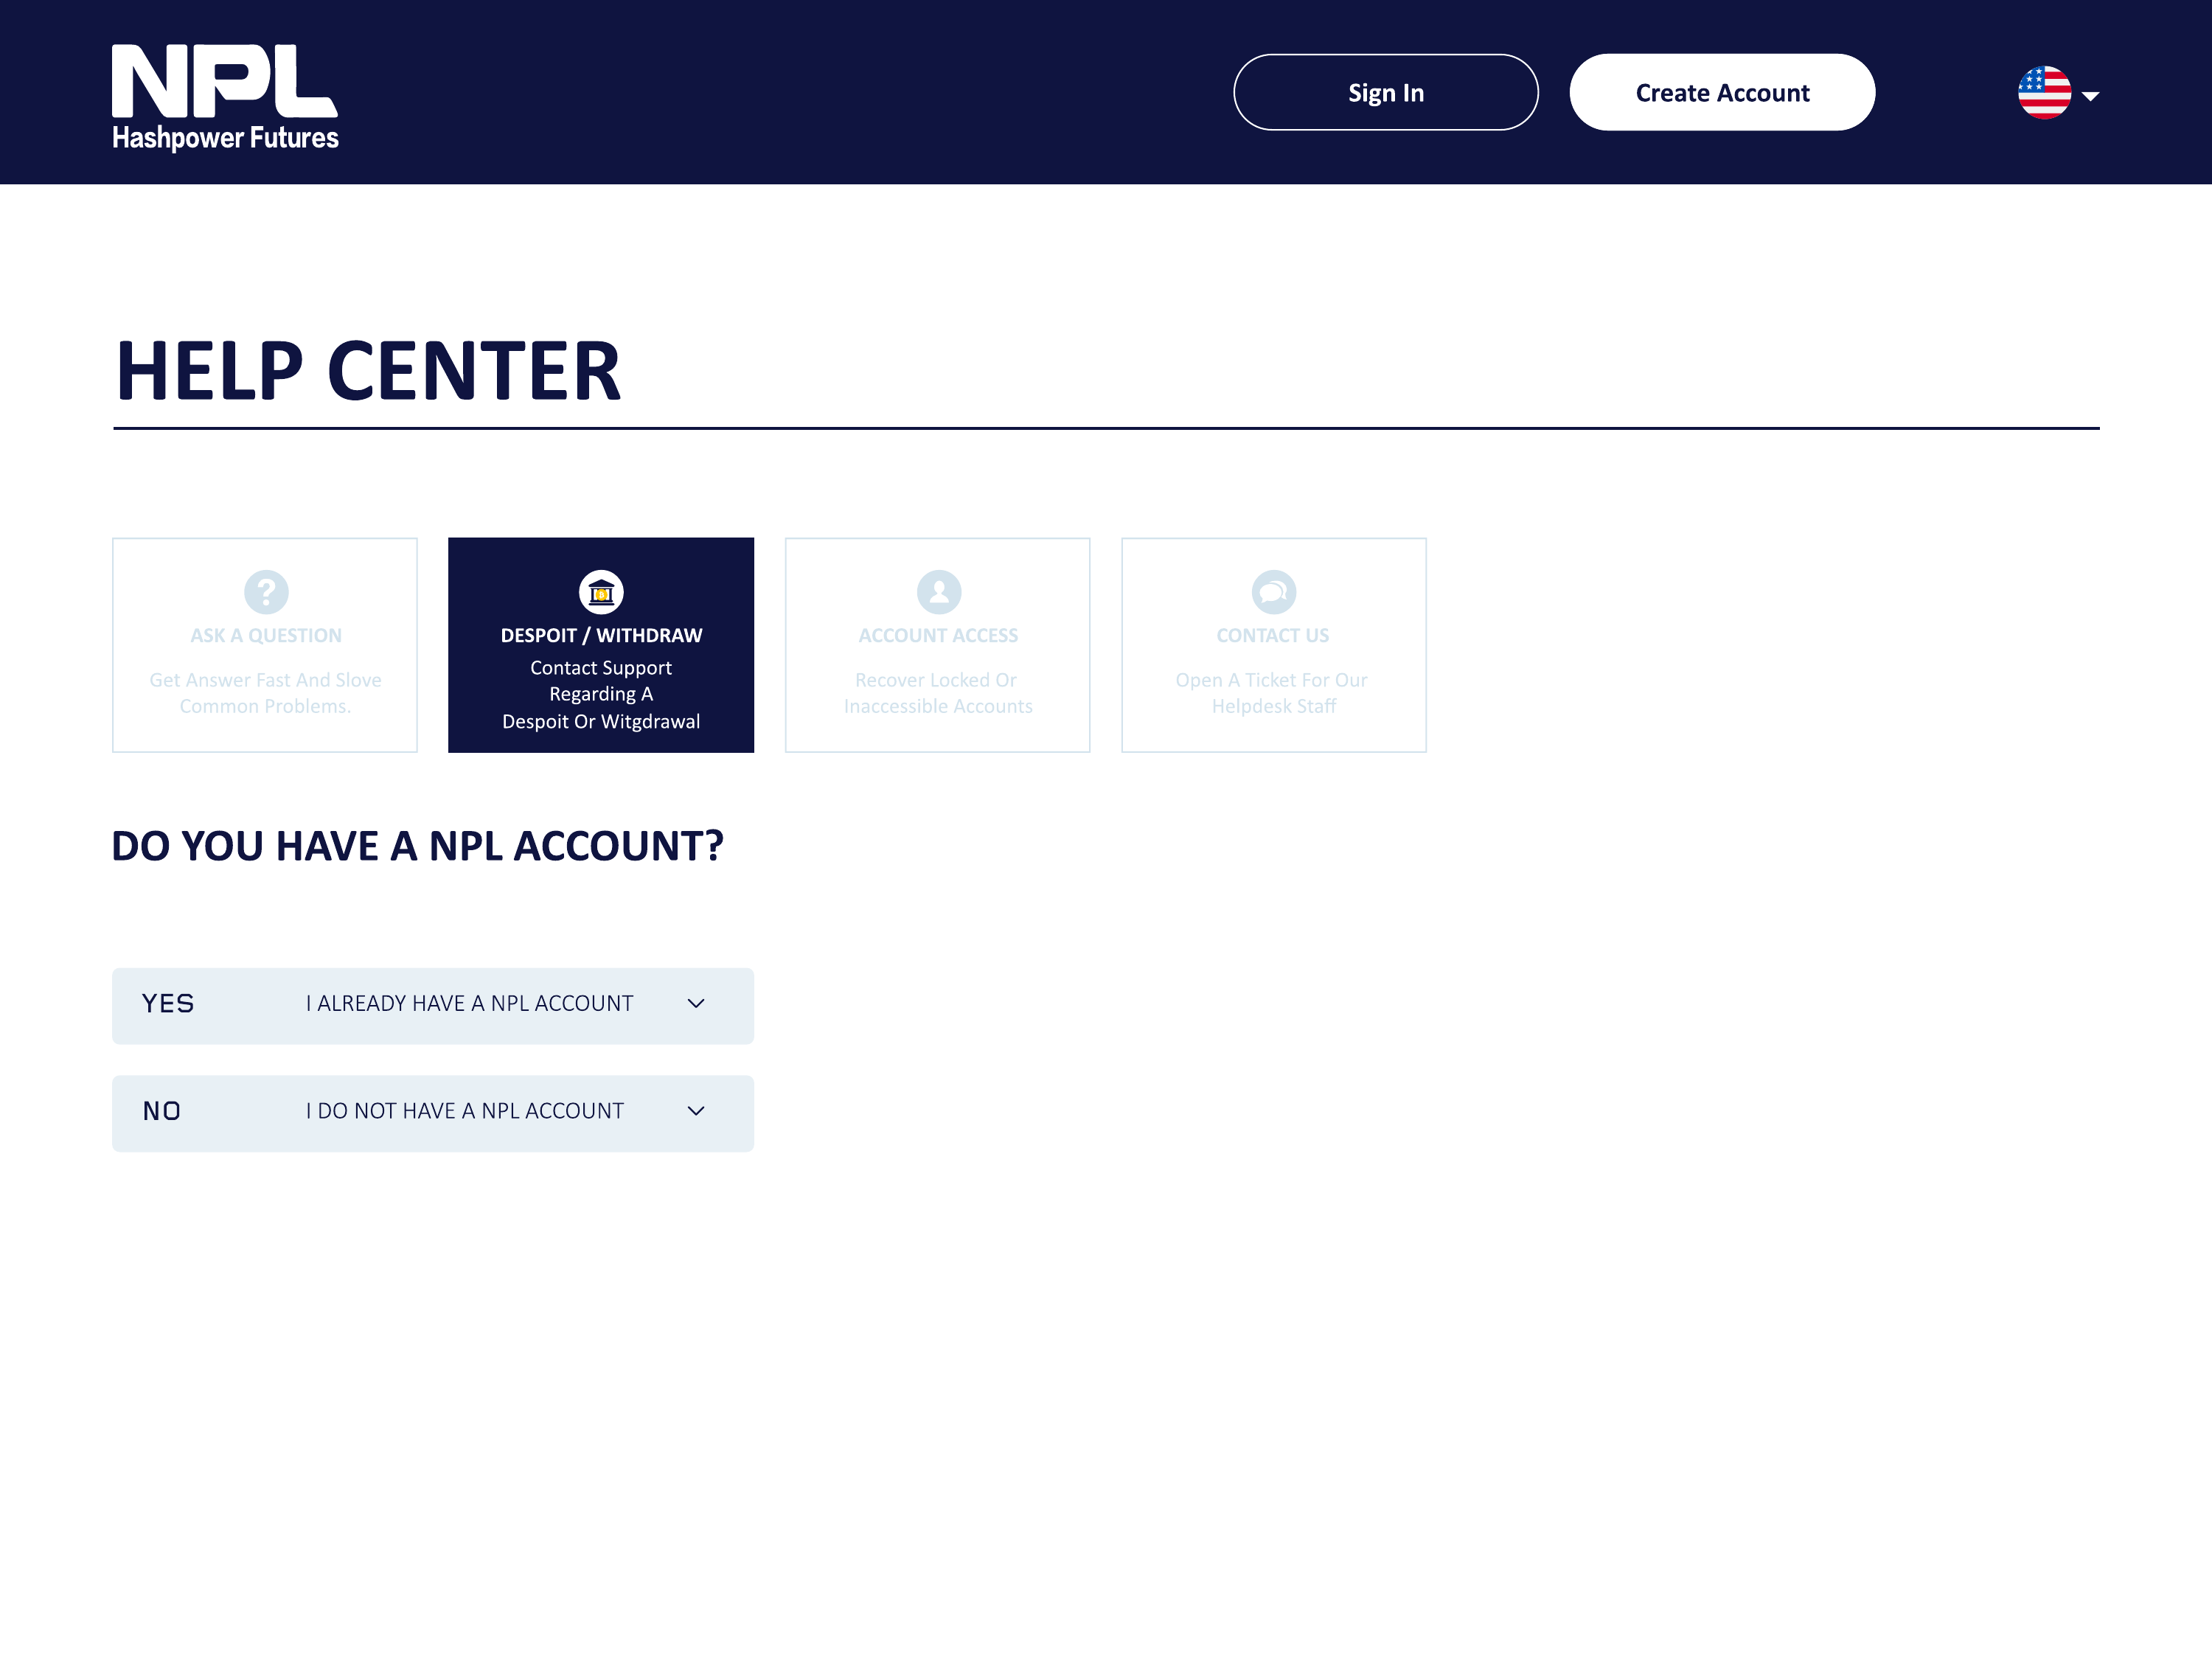 NPL
Hashpower Futures
Sign In
Create Account
HELP CENTER
ASK A QUESTION
Get Answer Fast And Slove
Common Problems.
DESPOIT / WITHDRAW
Contact Support
Regarding A
Despoit Or Witgdrawal
ACCOUNT ACCESS
Recover Locked Or
Inaccessible Accounts
CONTACT US
Open A Ticket For Our
Helpdesk Staff
DO YOU HAVE A NPL ACCOUNT?
YES I ALREADY HAVE A NPL ACCOUNT
NO I DO NOT HAVE A NPL ACCOUNT